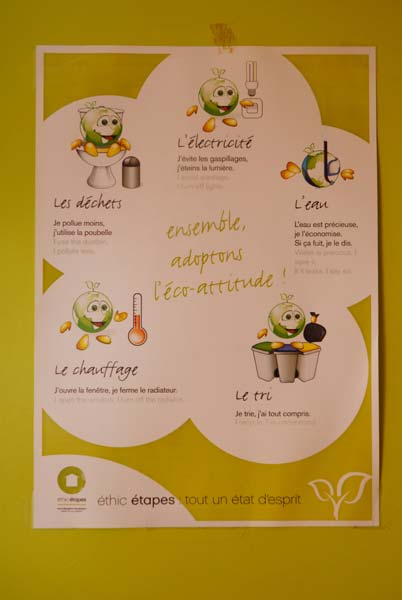 L'électricité
J'évite les gaspillages,
j'éteins la lumière.
I avoid wastage,
I turn off lights.
Les déchets
Je pollue moins,
j'utilise la poubelle
I use the dustbin,
I pollute less.
L'eau
L'eau est précieuse,
je l'économise.
Si ça fuit, je le dis.
Water is precious, I
save it.
If it leaks, I say so.
ensemble,
adoptons
l'éco-attitude !
Le chauffage
J'ouvre la fenêtre, je ferme le radiateur.
I open the window, I turn off the radiator.
Le tri
Je trie, j'ai tout compris.
éthic étapes
éthic étapes : tout un état d'esprit